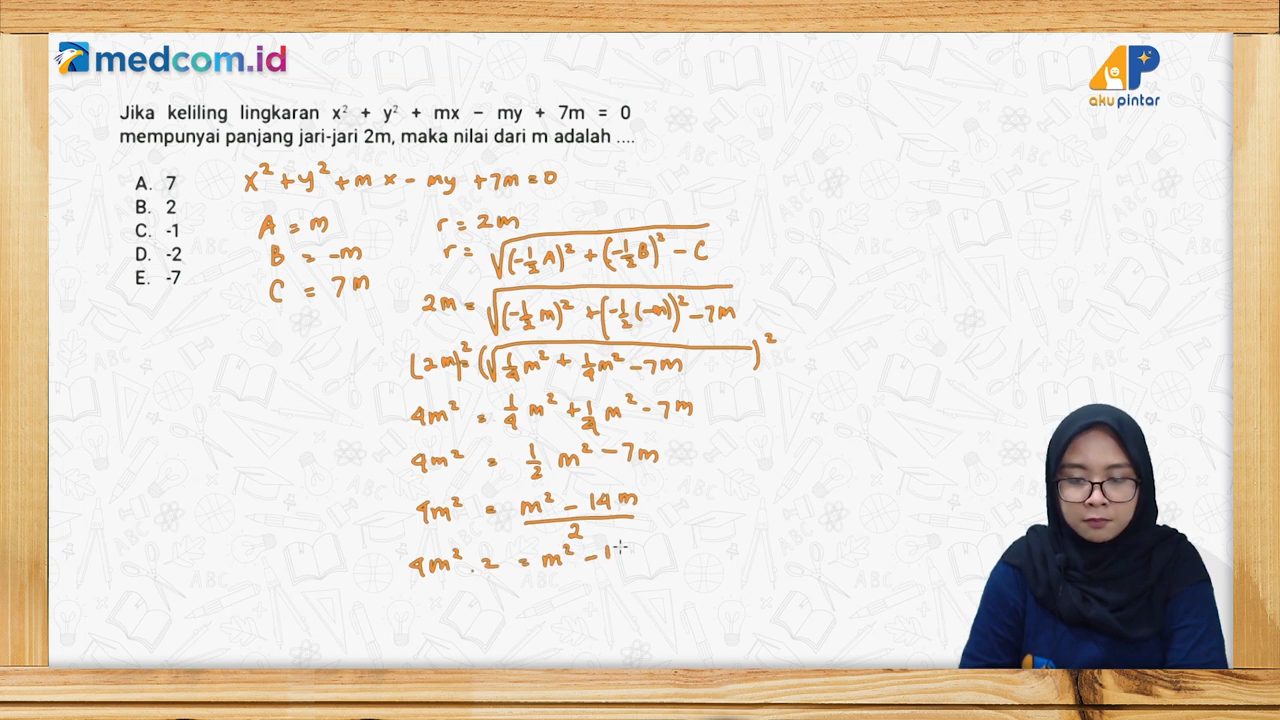 medcom.id
aku pintar
Jika keliling lingkaran x² + y² + mx – my + 7m = 0
mempunyai panjang jari-jari 2m, maka nilai dari m adalah ....
A. 7
B. 2
C. -1
D. -2
E. -7
x² + y² + mx - my + 7m = 0
A = m
B = -m
C = 7m
r = 2m
r = √((-½A)² + (-½B)² - C
2m = √((-½m)² + (-½(-m))² - 7m
(2m)² = (√(¼m² + ¼m² - 7m)²
4m² = ¼m² + ¼m² - 7m
4m² = ½m² - 7m
4m² = m² - 14m
2
4m² . 2 = m² - 1